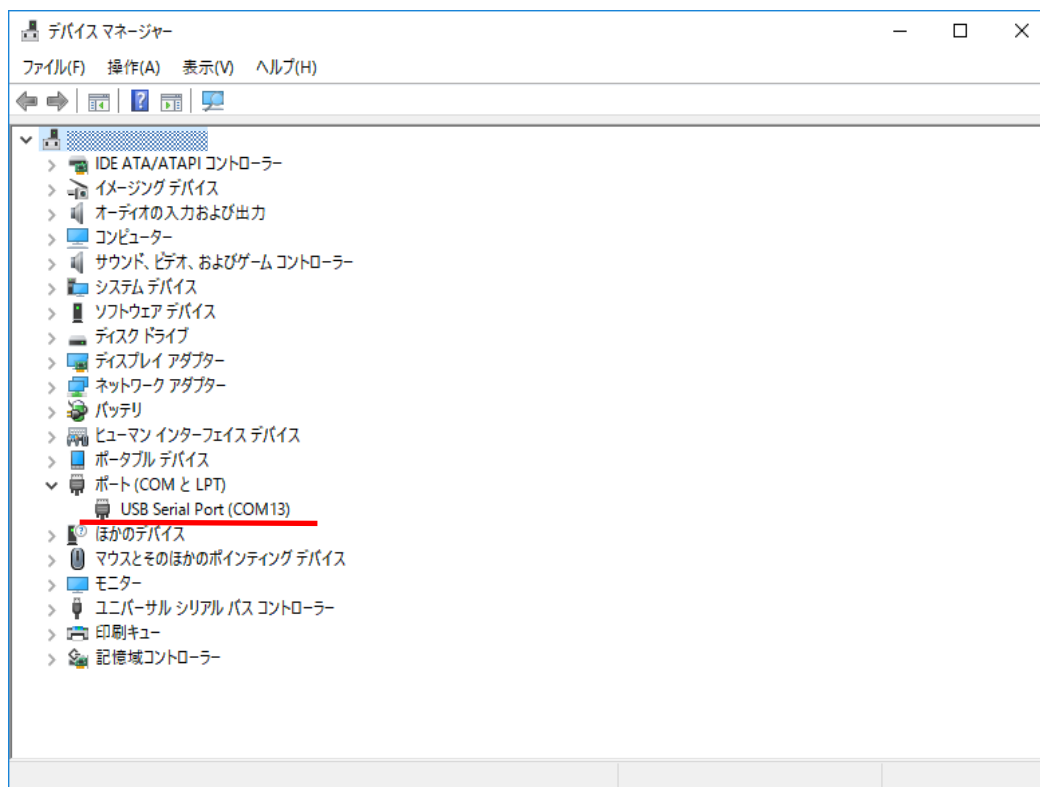 デバイス マネージャー
ファイル(F) 操作(A) 表示(V) ヘルプ(H)
IDE ATA/ATAPI コントローラー
イメージング デバイス
オーディオの入力および出力
コンピューター
サウンド、ビデオ、およびゲーム コントローラー
システム デバイス
ソフトウェア デバイス
ディスク ドライブ
ディスプレイ アダプター
ネットワーク アダプター
バッテリ
ヒューマン インターフェイス デバイス
ポータブル デバイス
ポート (COM と LPT)
USB Serial Port (COM13)
ほかのデバイス
マウスとそのほかのポインティング デバイス
モニター
ユニバーサル シリアル バス コントローラー
印刷キュー
記憶域コントローラー